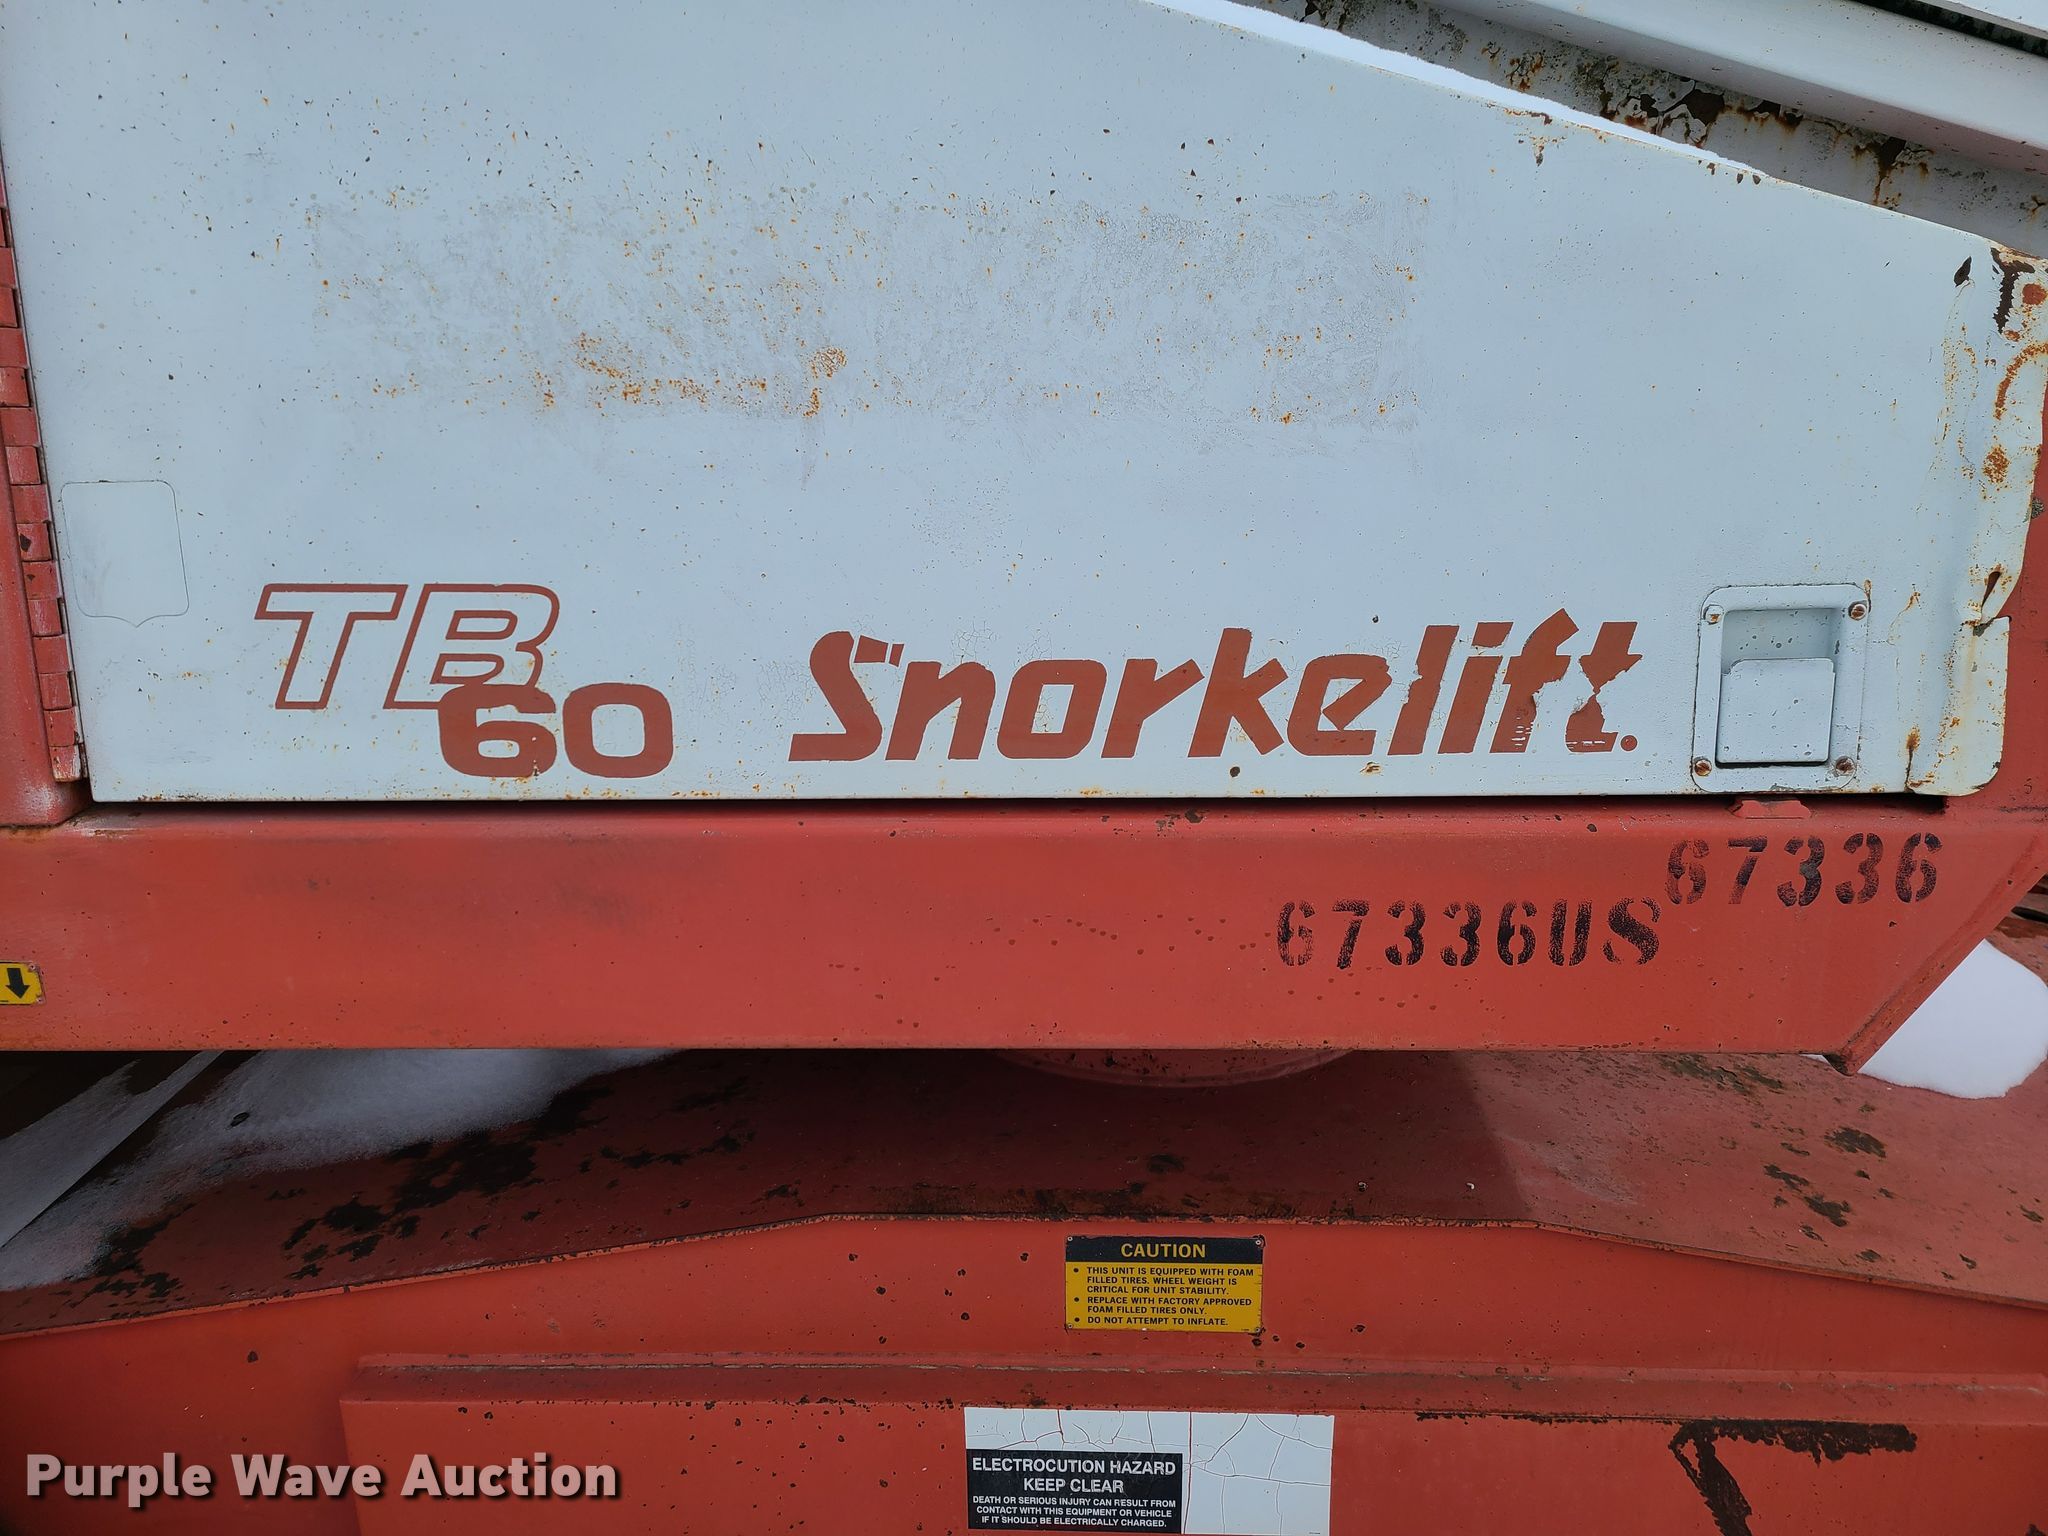 TB
60
Snorkelift.
67336
67336US
CAUTION
• THIS UNIT IS EQUIPPED WITH FOAM
FILLED TIRES. WHEEL WEIGHT IS
CRITICAL FOR UNIT STABILITY.
• REPLACE WITH FACTORY APPROVED
FOAM FILLED TIRES ONLY.
• DO NOT ATTEMPT TO INFLATE.
ELECTROCUTION HAZARD
KEEP CLEAR
DEATH OR SERIOUS INJURY CAN RESULT FROM
CONTACT WITH THIS EQUIPMENT OR VEHICLE
IF IT SHOULD BE ELECTRICALLY CHARGED.
Purple Wave Auction